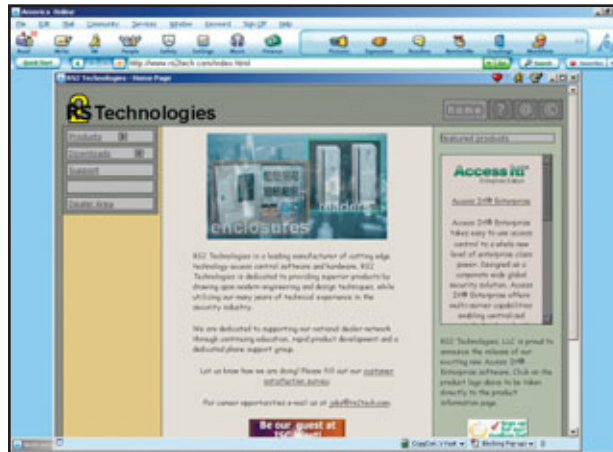 America Online
File Edit Mail Community Services Window Keyword Sign Off Help
Read Write IM People Safety Settings Music Finance Pictures
Quick Start http://www.rs2tech.com/index.html Go Search Favorites
RS2 Technologies - Home Page
RS2 Technologies
home ? @ ©
Products
Downloads
Support
Dealer Area
enclosures
readers
RS2 Technologies is a leading manufacturer of cutting edge
technology access control software and hardware. RS2
Technologies is dedicated to providing superior products by
drawing upon modern engineering and design techniques, while
utilizing our many years of technical experience in the
security industry.
We are dedicated to supporting our national dealer network
through continuing education, rapid product development and a
dedicated phone support group.
Let us know how we are doing! Please fill out our customer
satisfaction survey.
For career opportunities e-mail us at jobs@rs2tech.com.
Be our guest at
featured products
Access It!
Enterprise Edition
Access It!® Enterprise
Access It!® Enterprise
takes easy to use access
control to a whole new
level of enterprise class
power. Designed as a
corporate wide global
security solution, Access
It!® Enterprise offers
multi-server capabilities
enabling centralized
RS2 Technologies, LLC is proud to
announce the release of our
exciting new Access It!®
Enterprise software. Click on the
product logo above to be taken
directly to the product
information page.